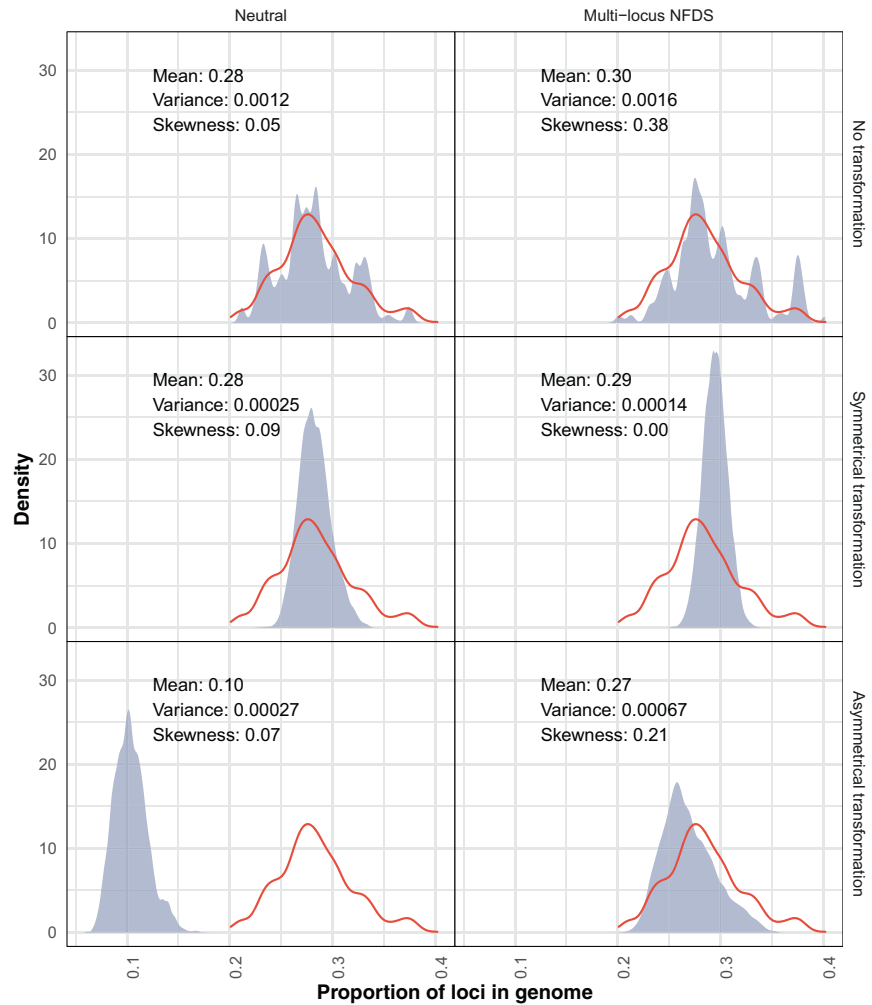 Neutral
Multi−locus NFDS
Mean: 0.28
Variance: 0.0012
Skewness: 0.05
Mean: 0.30
Variance: 0.0016
Skewness: 0.38
No transformation
30
20
10
0
Mean: 0.28
Variance: 0.00025
Skewness: 0.09
Mean: 0.29
Variance: 0.00014
Skewness: 0.00
Symmetrical transformation
30
20
10
0
Density
Mean: 0.10
Variance: 0.00027
Skewness: 0.07
Mean: 0.27
Variance: 0.00067
Skewness: 0.21
Asymmetrical transformation
30
20
10
0
0.1
0.2
0.3
0.4
0.1
0.2
0.3
0.4
Proportion of loci in genome